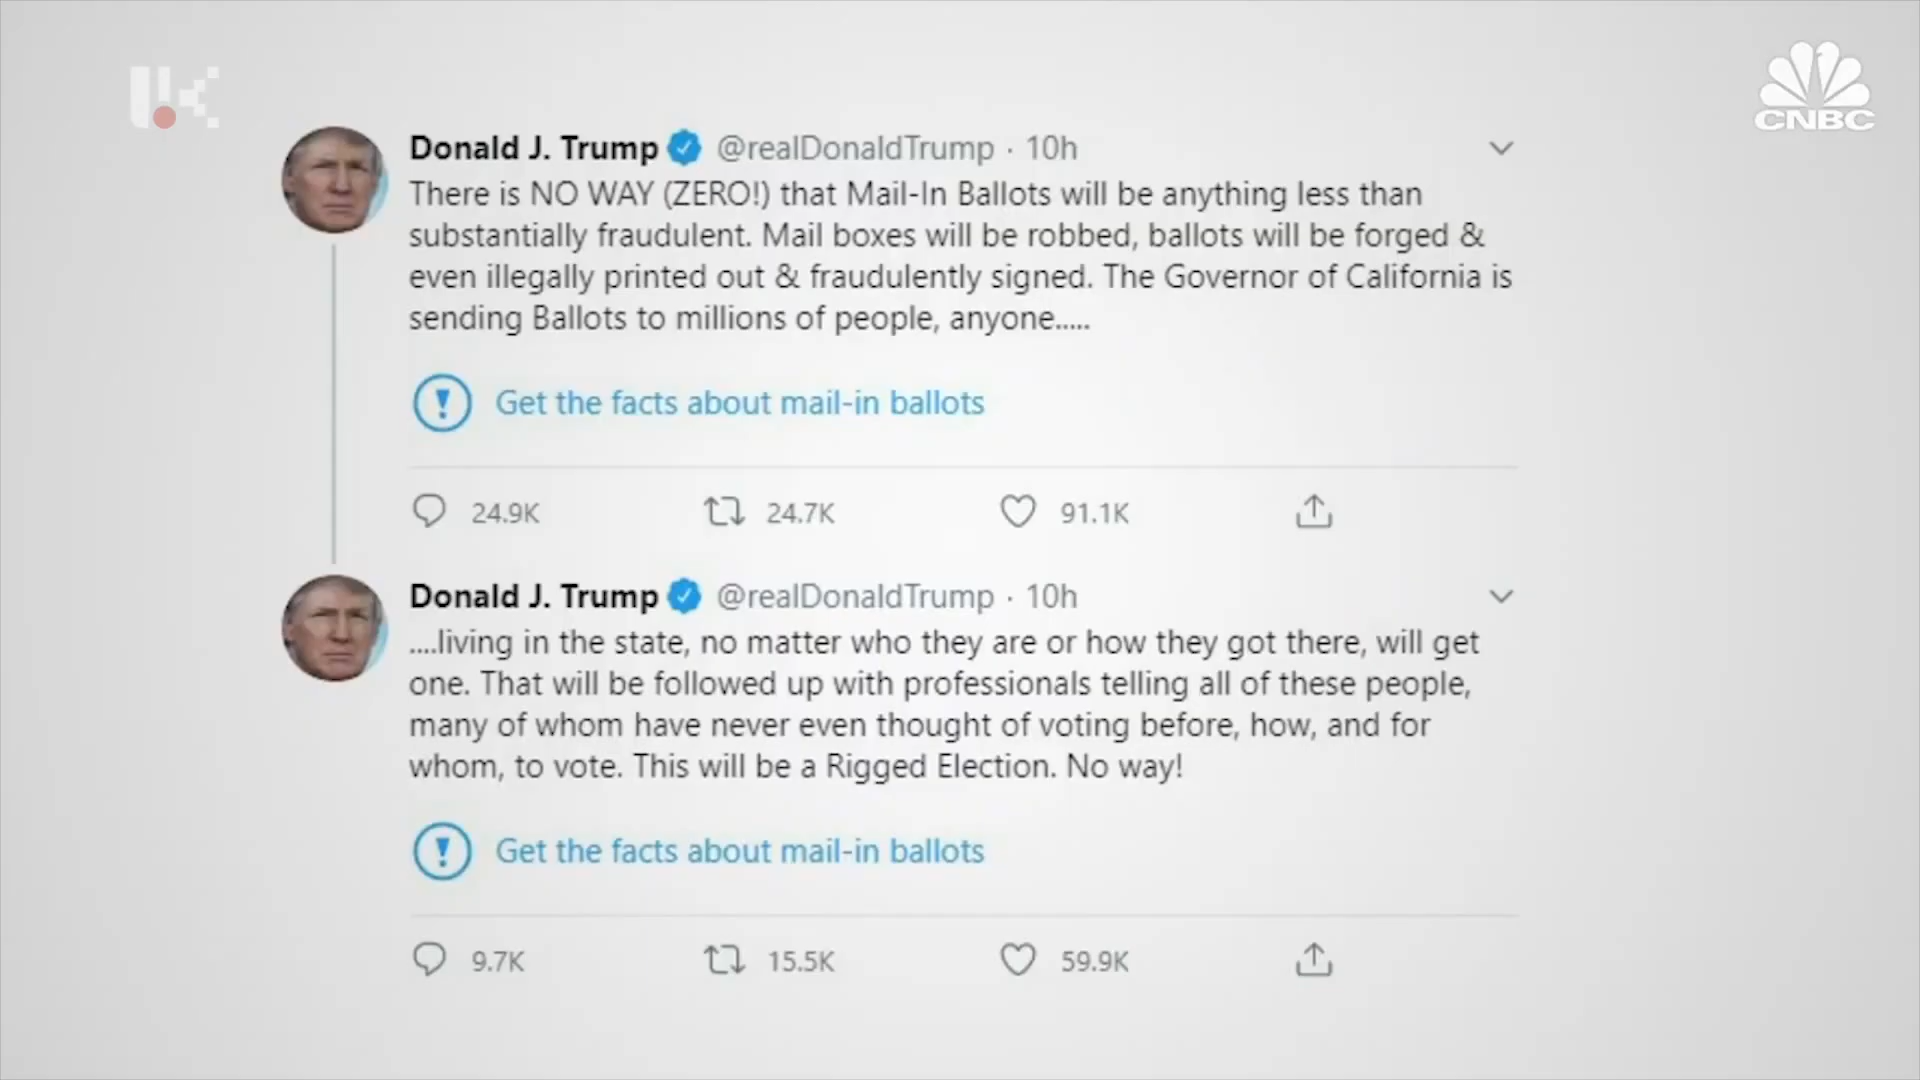 CNBC
Donald J. Trump @realDonaldTrump · 10h
There is NO WAY (ZERO!) that Mail-In Ballots will be anything less than
substantially fraudulent. Mail boxes will be robbed, ballots will be forged &
even illegally printed out & fraudulently signed. The Governor of California is
sending Ballots to millions of people, anyone.....
Get the facts about mail-in ballots
24.9K 24.7K 91.1K
Donald J. Trump @realDonaldTrump · 10h
....living in the state, no matter who they are or how they got there, will get
one. That will be followed up with professionals telling all of these people,
many of whom have never even thought of voting before, how, and for
whom, to vote. This will be a Rigged Election. No way!
Get the facts about mail-in ballots
9.7K 15.5K 59.9K